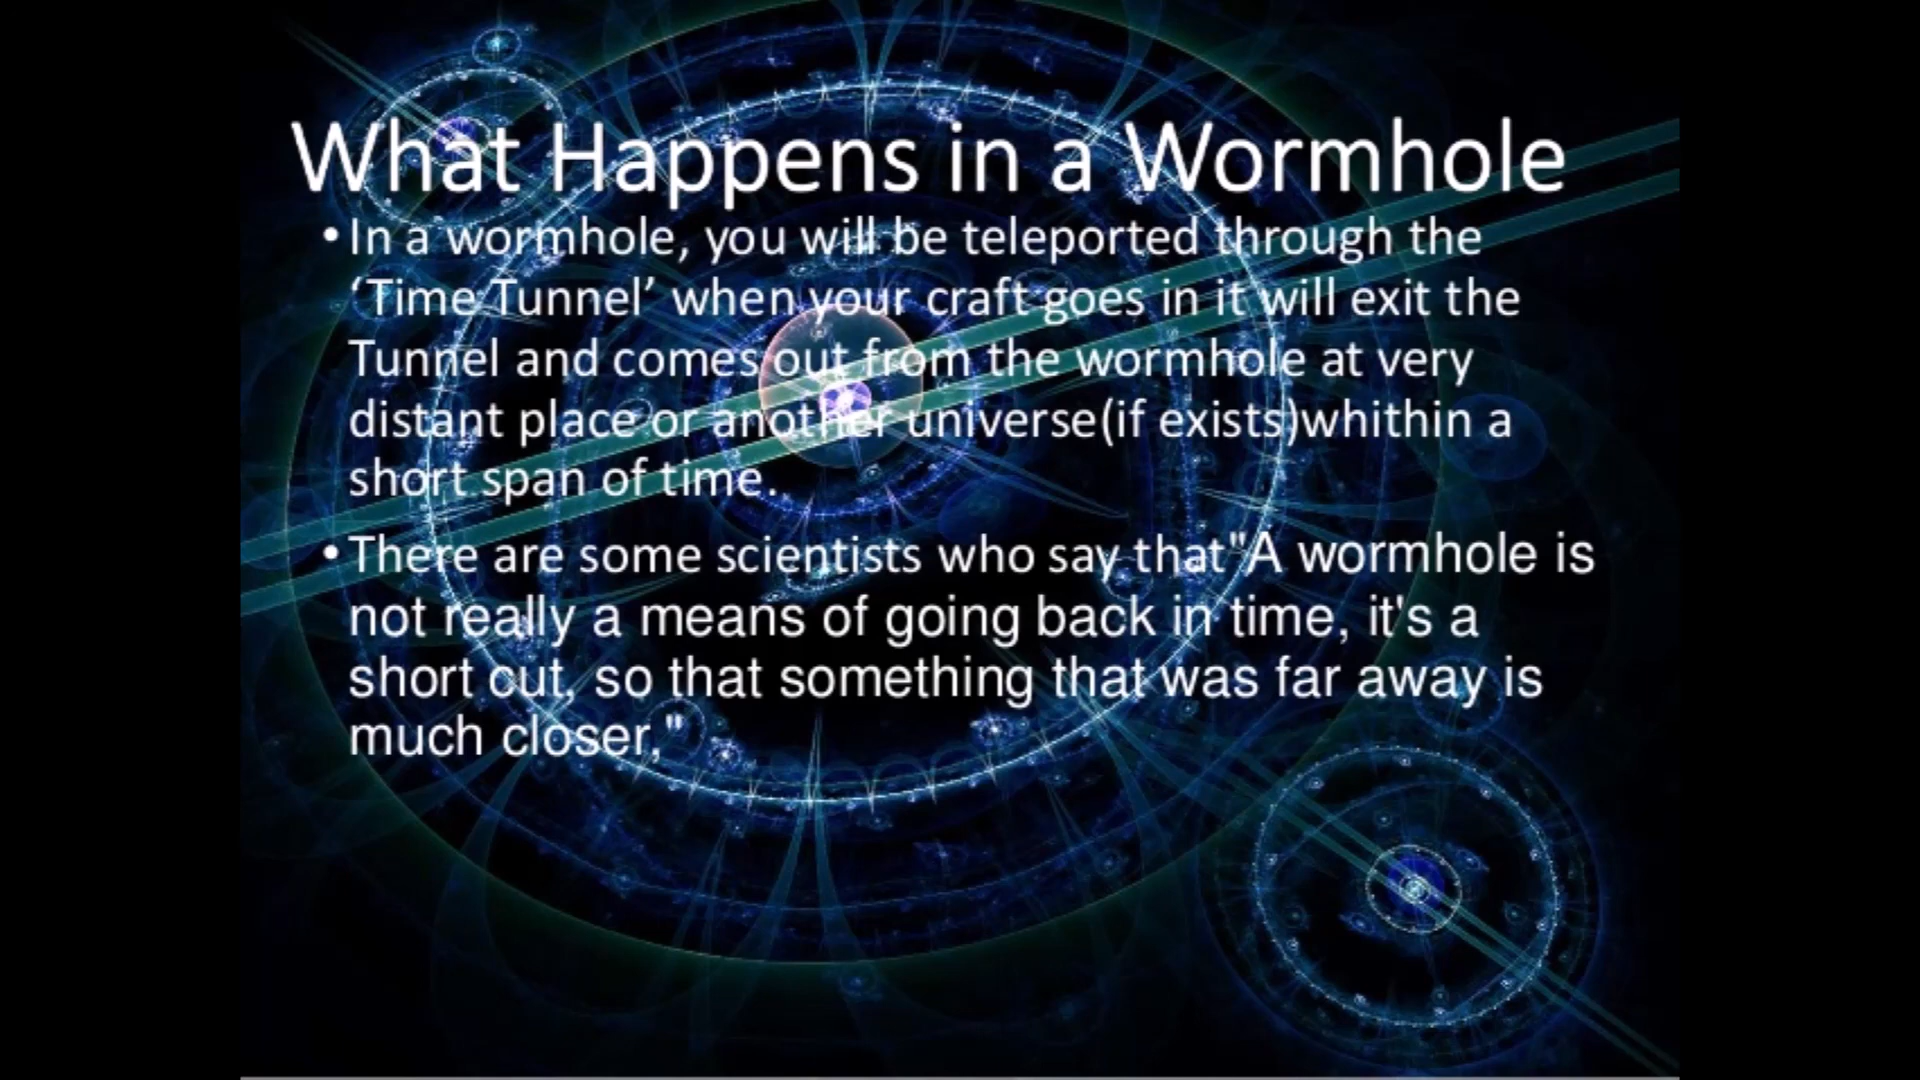 What Happens in a Wormhole
•In a wormhole, you will be teleported through the
‘Time Tunnel’ when your craft goes in it will exit the
Tunnel and comes out from the wormhole at very
distant place or another universe(if exists)whithin a
short span of time.
•There are some scientists who say that"A wormhole is
not really a means of going back in time, it's a
short cut, so that something that was far away is
much closer,"